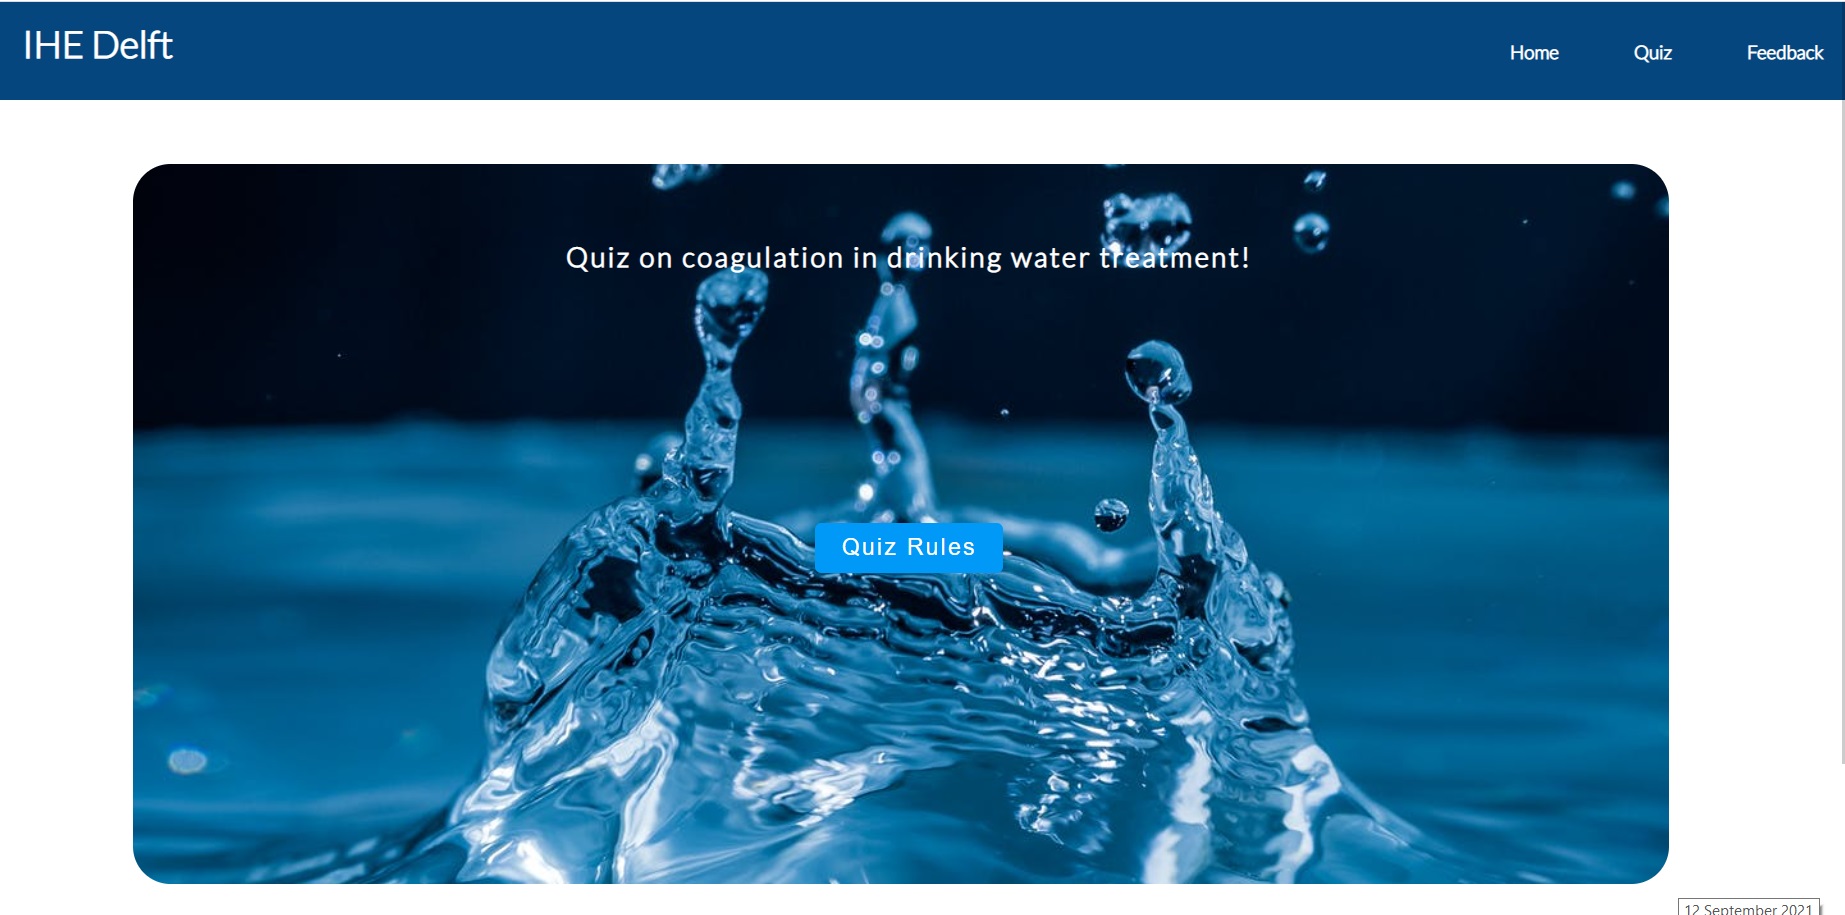 IHE Delft
Home Quiz Feedback
Quiz on coagulation in drinking water treatment!
Quiz Rules
12 September 2021